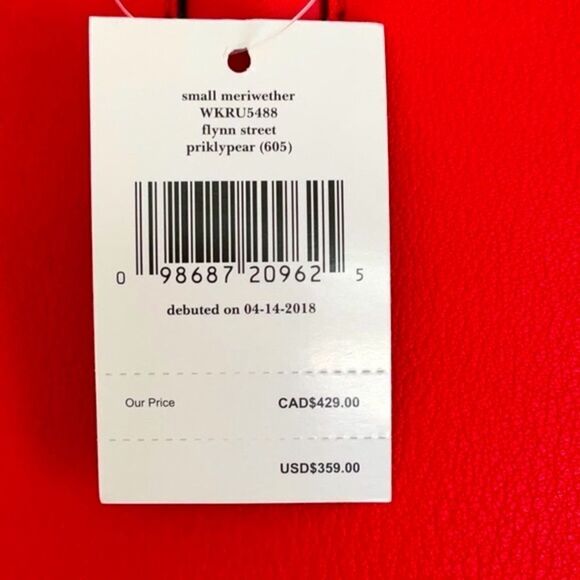 small meriwether
WKRU5488
flynn street
priklypear (605)
0 98687 20962 5
debuted on 04-14-2018
Our Price CAD$429.00
USD$359.00